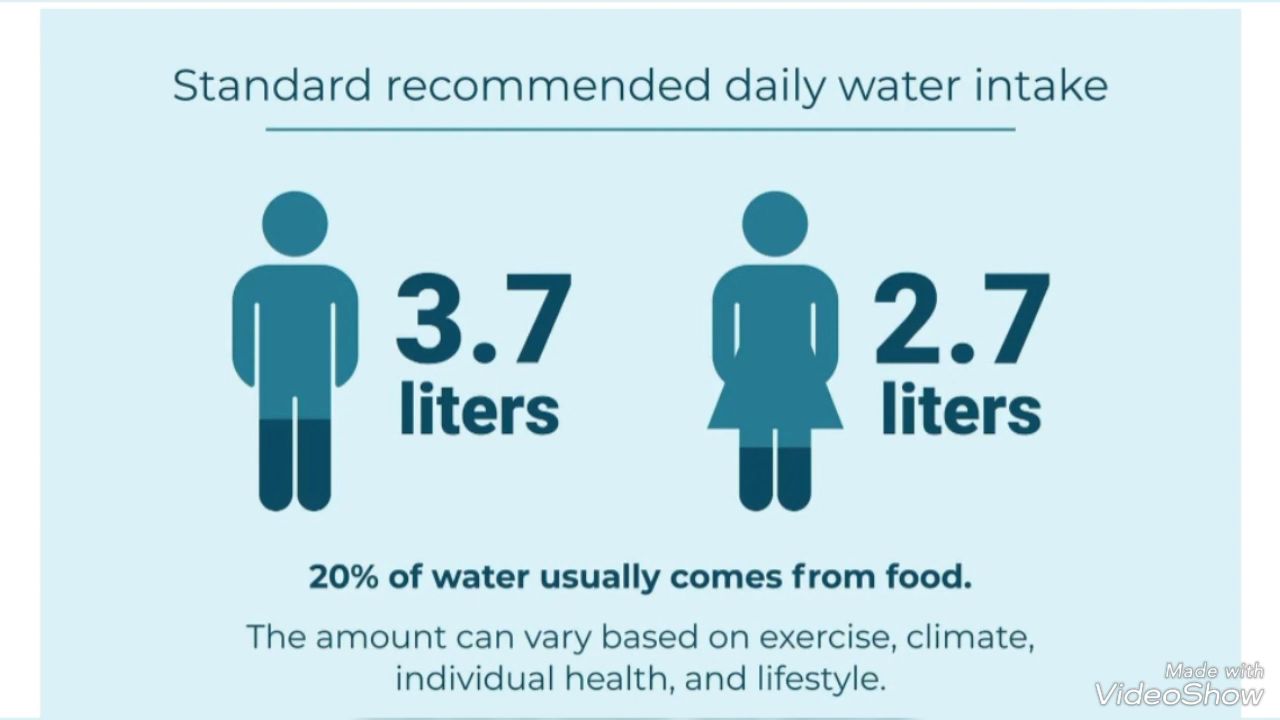 Standard recommended daily water intake
3.7
liters
2.7
liters
20% of water usually comes from food.
The amount can vary based on exercise, climate,
individual health, and lifestyle.
Made with
VideoShow